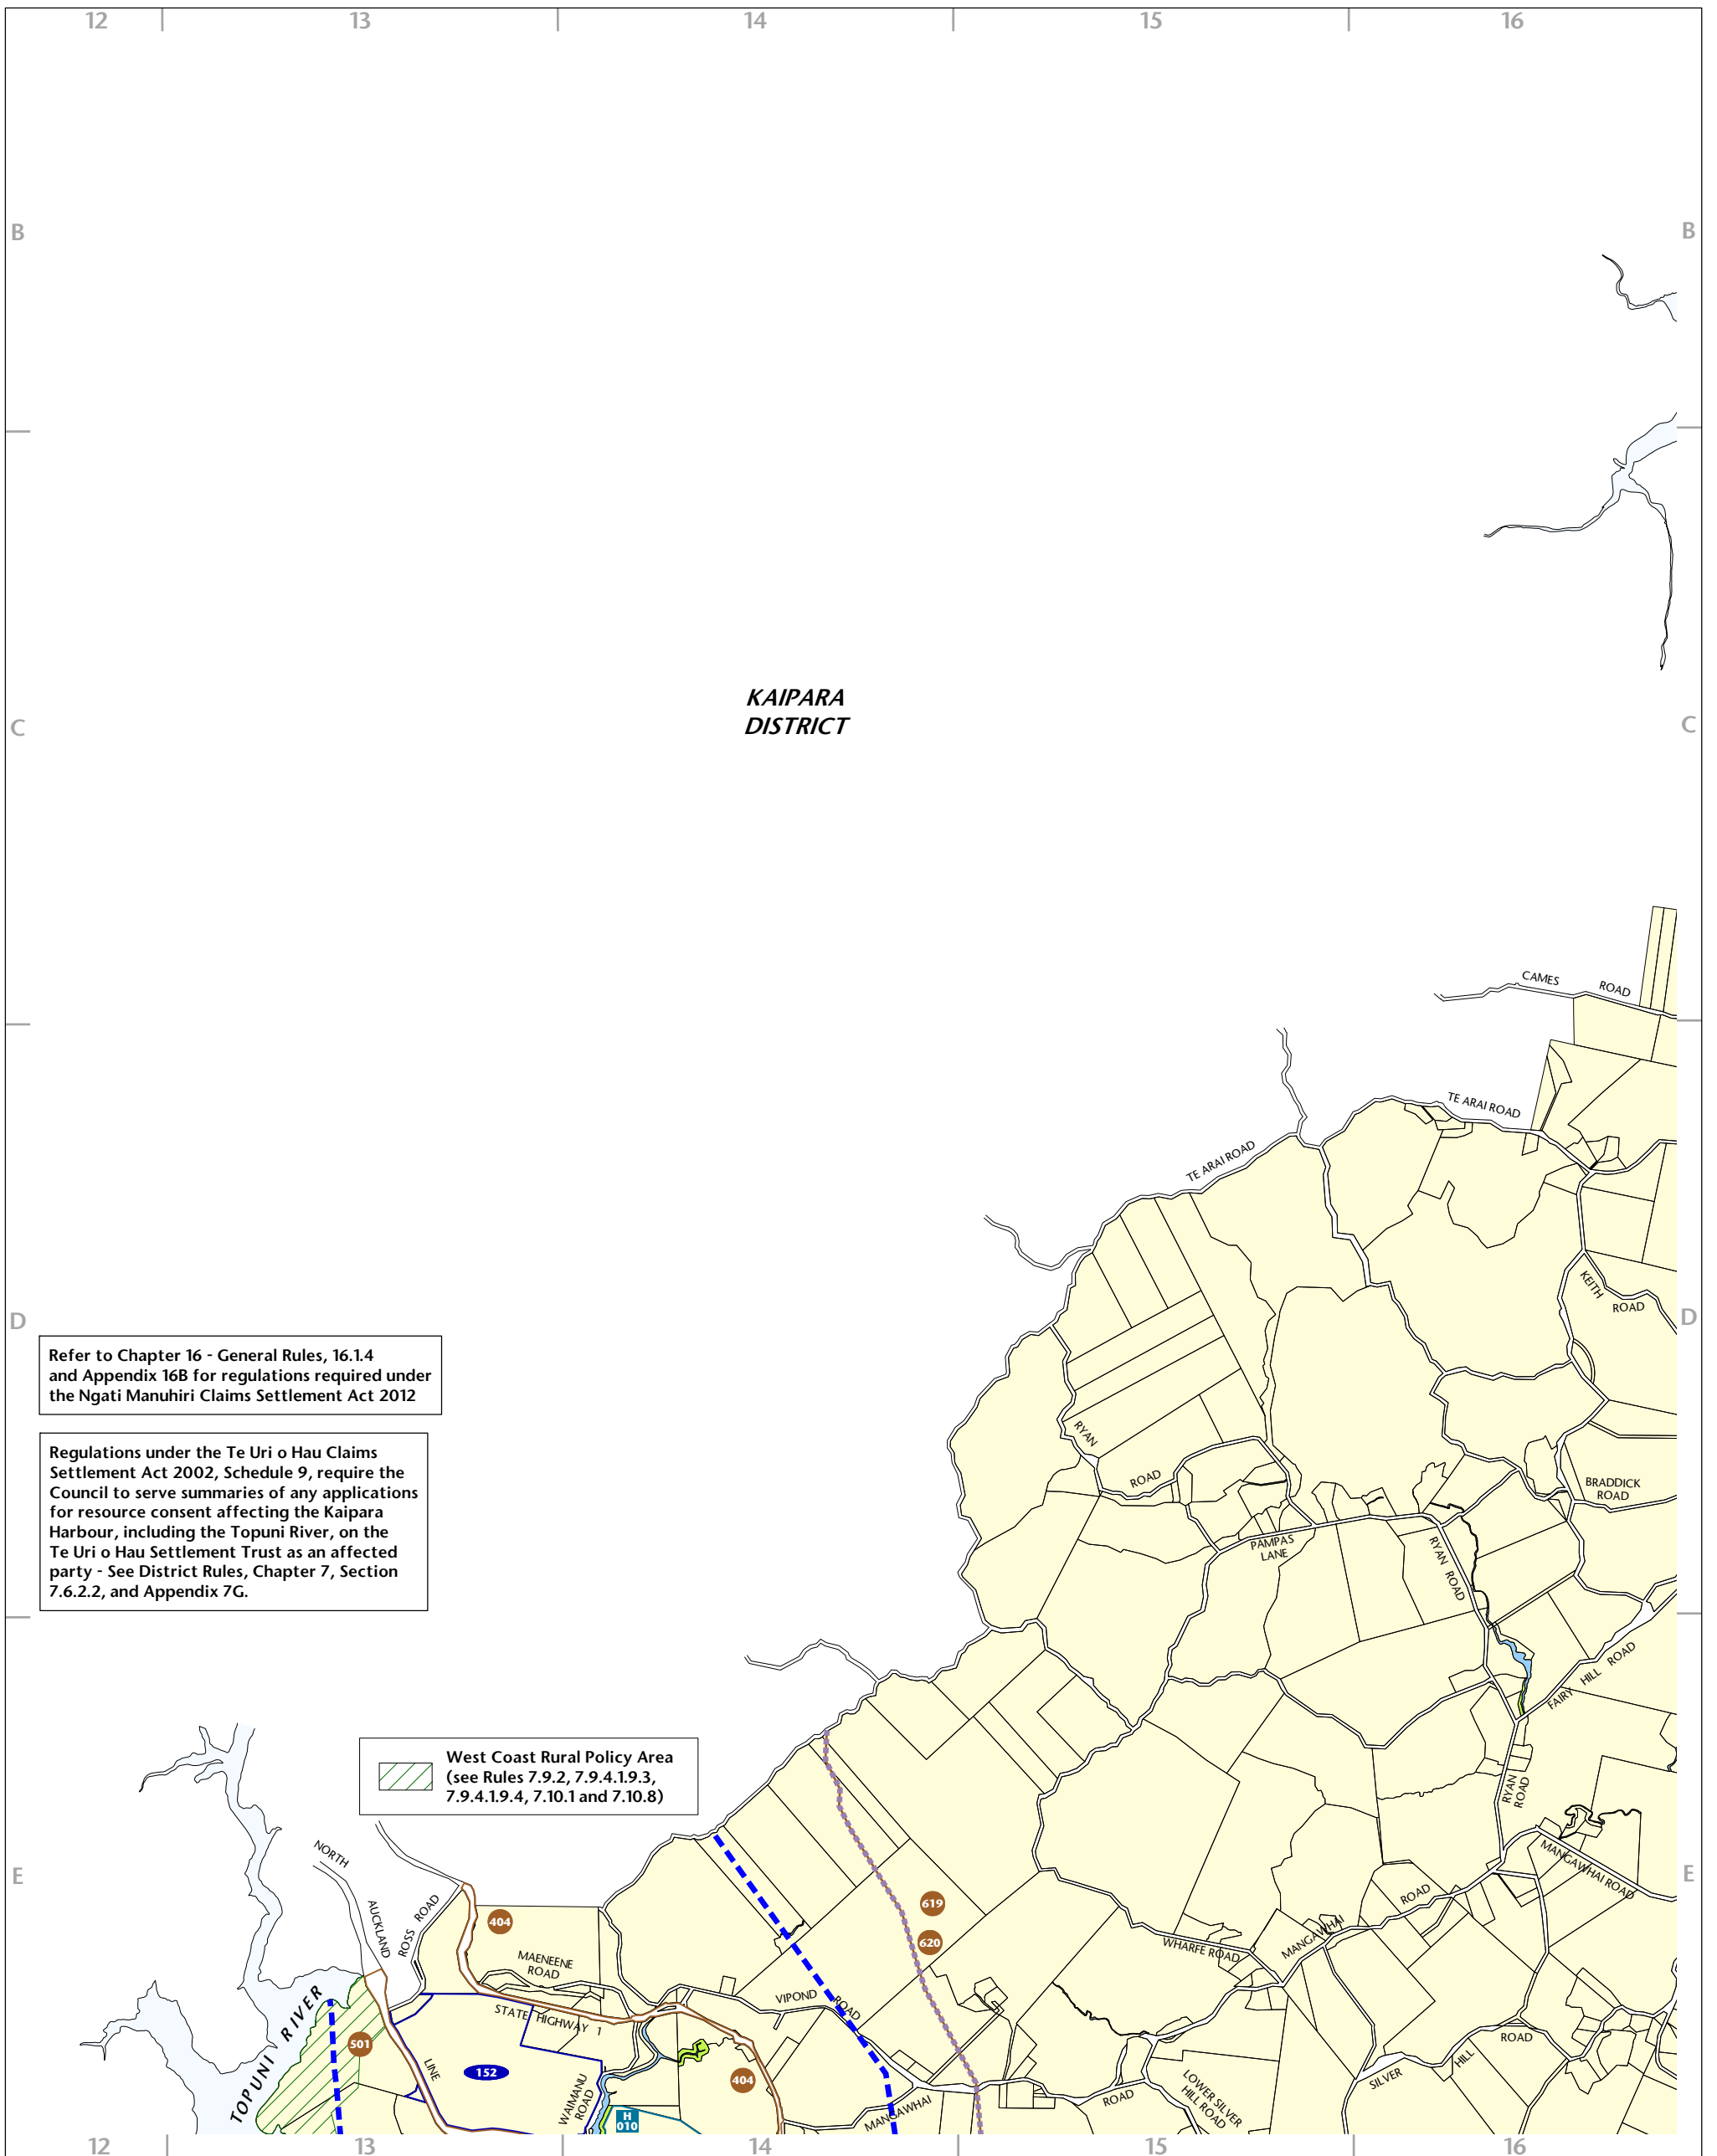 12 13 14 15 16
B B
KAIPARA
DISTRICT
C C
CAMES ROAD
TE ARAI ROAD
TE ARAI ROAD
KEITH
ROAD
D D
Refer to Chapter 16 - General Rules, 16.1.4
and Appendix 16B for regulations required under
the Ngati Manuhiri Claims Settlement Act 2012
RYAN
ROAD
Regulations under the Te Uri o Hau Claims
Settlement Act 2002, Schedule 9, require the
Council to serve summaries of any applications
for resource consent affecting the Kaipara
Harbour, including the Topuni River, on the
Te Uri o Hau Settlement Trust as an affected
party - See District Rules, Chapter 7, Section
7.6.2.2, and Appendix 7G.
BRADDICK
ROAD
PAMPAS
LANE
RYAN ROAD
FAIRY HILL ROAD
West Coast Rural Policy Area
(see Rules 7.9.2, 7.9.4.1.9.3,
7.9.4.1.9.4, 7.10.1 and 7.10.8)
RYAN
ROAD
NORTH
AUCKLAND
LINE
E E
MANGAWHAI ROAD
ROSS ROAD
404
619
620
MANGAWHAI ROAD
WHARFE ROAD
MAENEENE
ROAD
STATE HIGHWAY 1
VIPOND ROAD
TOPUNI RIVER
501
152
404
WAIMANU
ROAD
H
010
MANGAWHAI
ROAD
LOWER SILVER
HILL ROAD
SILVER HILL ROAD
12 13 14 15 16